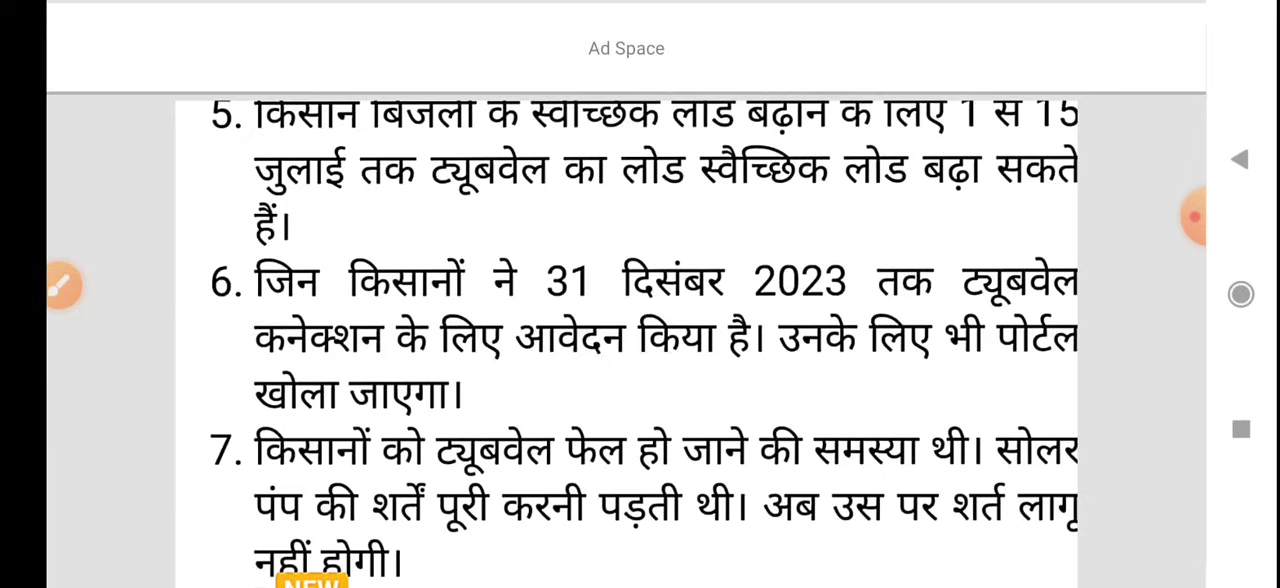 Ad Space
5. किसान बिजली के स्वैच्छिक लोड बढ़ाने के लिए 1 से 15
जुलाई तक ट्यूबवेल का लोड स्वैच्छिक लोड बढ़ा सकते
हैं।
6. जिन किसानों ने 31 दिसंबर 2023 तक ट्यूबवेल
कनेक्शन के लिए आवेदन किया है। उनके लिए भी पोर्टल
खोला जाएगा।
7. किसानों को ट्यूबवेल फेल हो जाने की समस्या थी। सोलर
पंप की शर्तें पूरी करनी पड़ती थी। अब उस पर शर्त लागू
नहीं होगी।
NEW